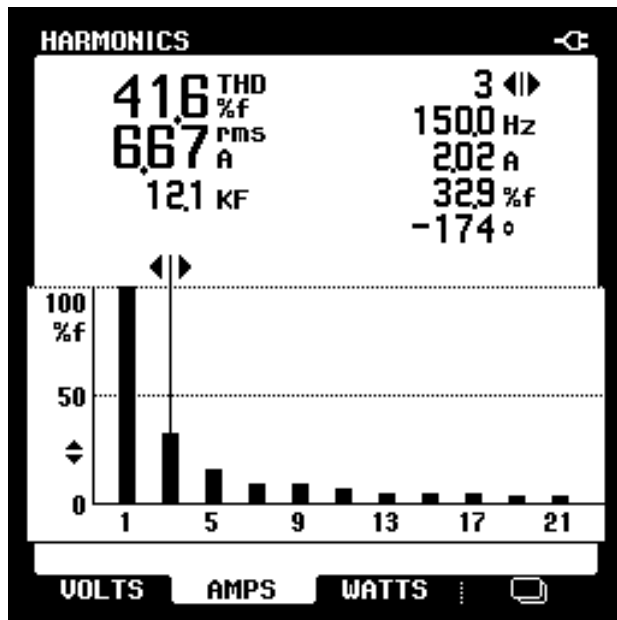 HARMONICS
41.6 THD %f
6.67 rms A
12.1 KF
3
150.0 Hz
2.02 A
32.9 %f
-174 °
100
%f
50
0
1 5 9 13 17 21
VOLTS AMPS WATTS